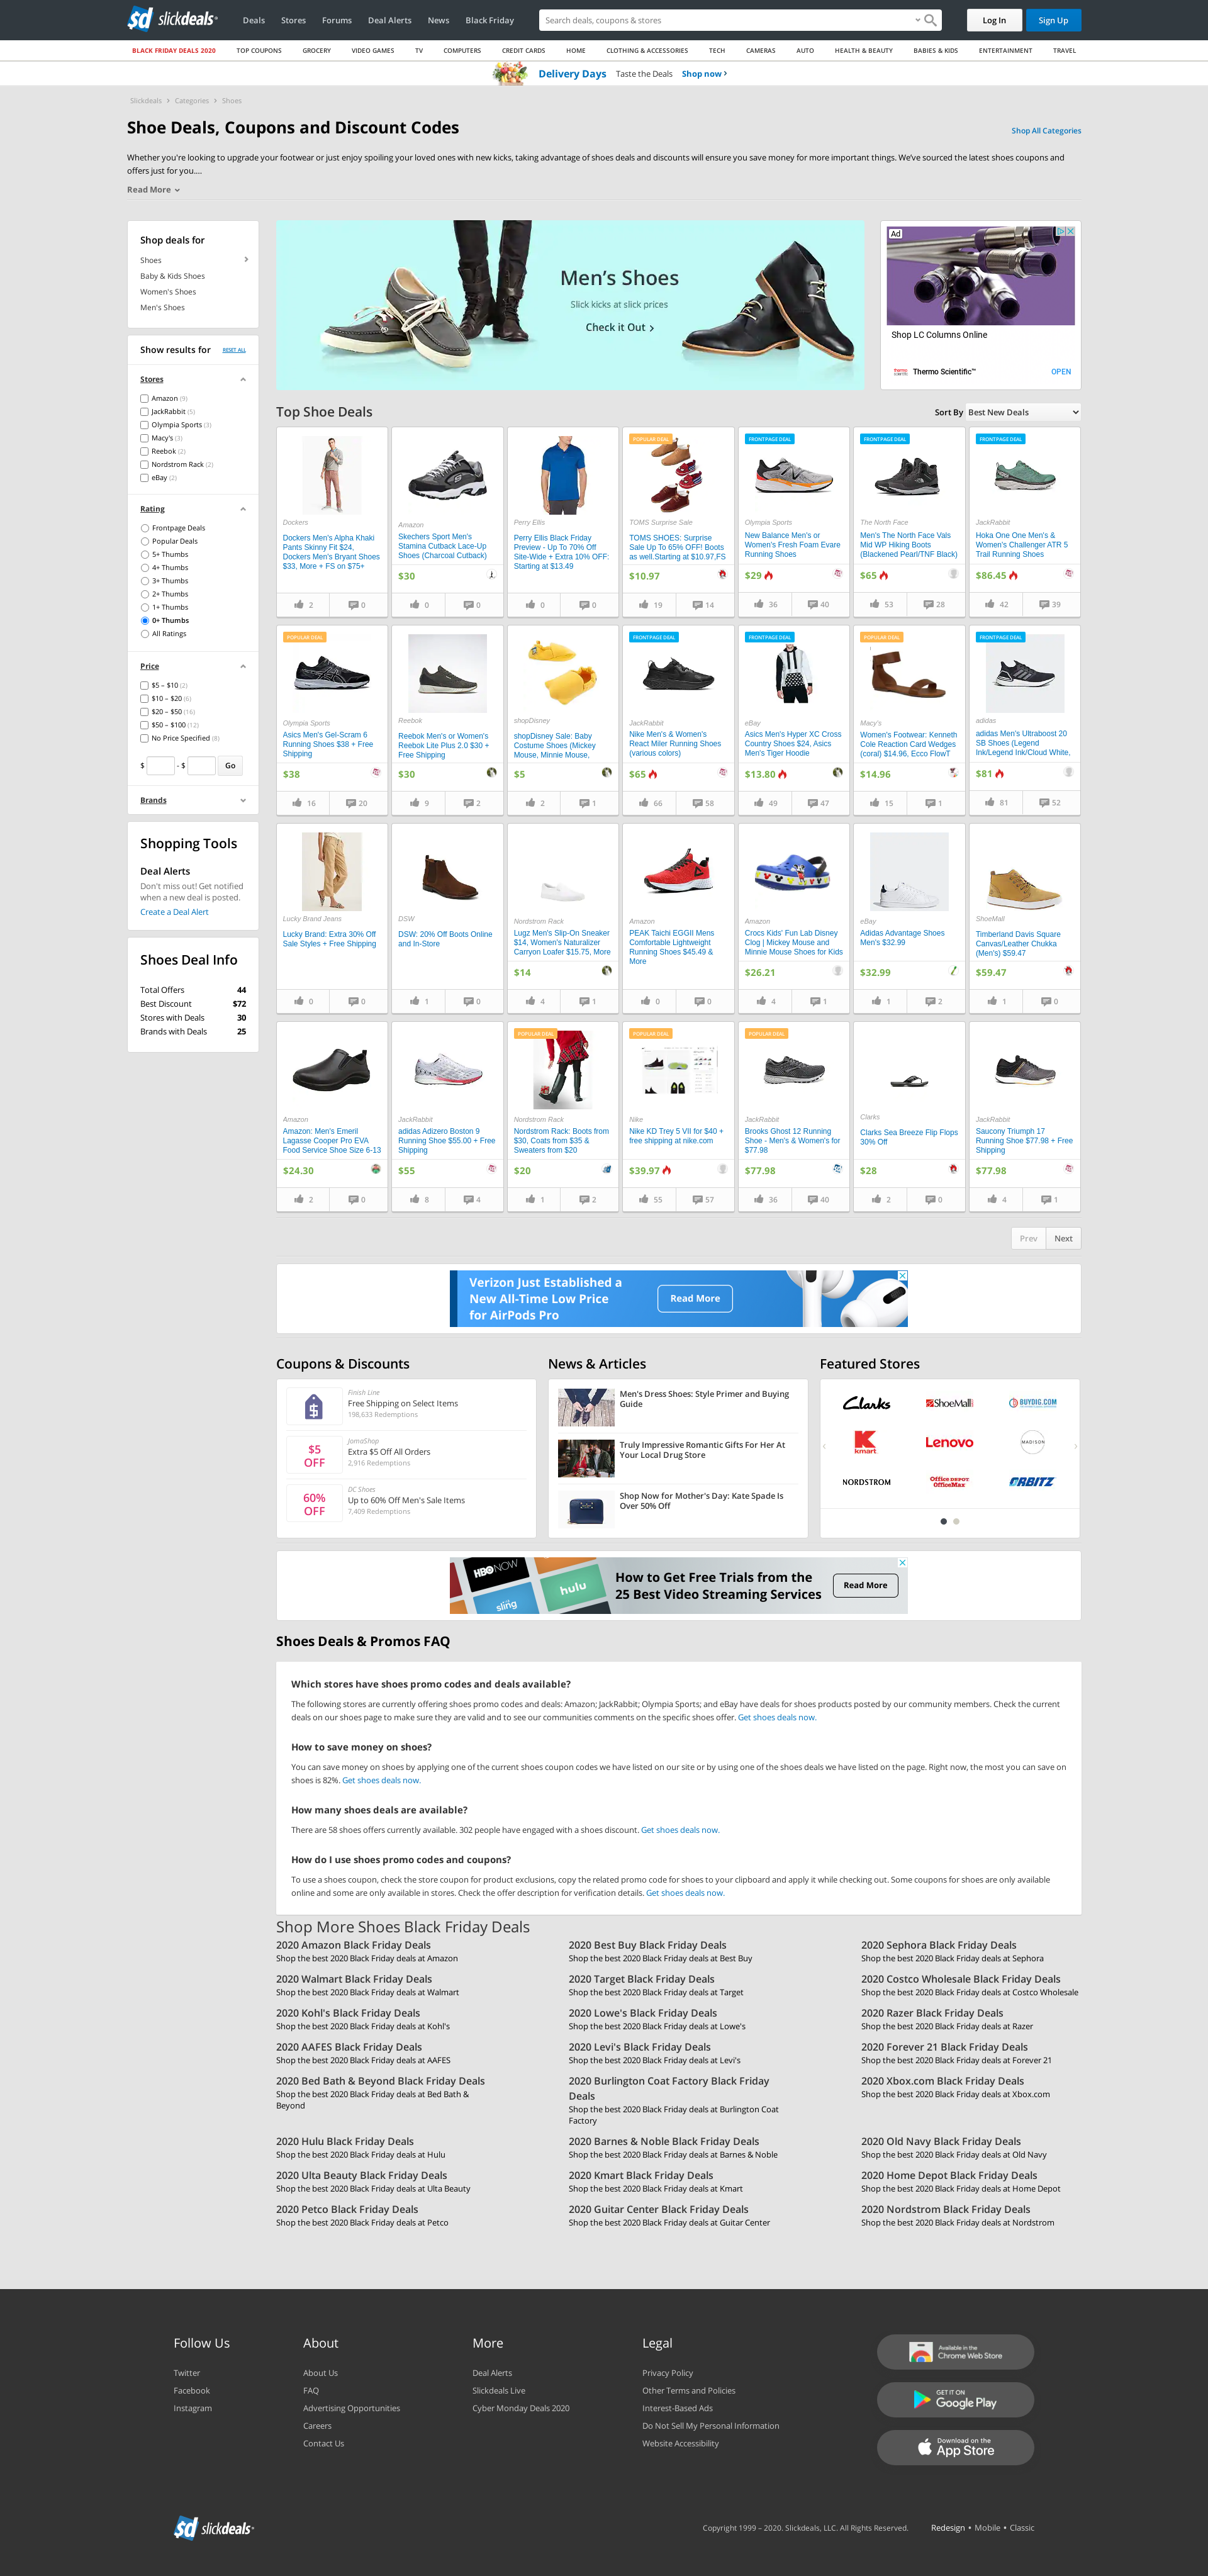 slickdeals
Deals Stores Forums Deal Alerts News Black Friday
Search deals, coupons & stores
Log In
Sign Up
BLACK FRIDAY DEALS 2020 TOP COUPONS GROCERY VIDEO GAMES TV COMPUTERS CREDIT CARDS HOME CLOTHING & ACCESSORIES TECH CAMERAS AUTO HEALTH & BEAUTY BABIES & KIDS ENTERTAINMENT TRAVEL
Delivery Days Taste the Deals Shop now
Slickdeals Categories Shoes
Shoe Deals, Coupons and Discount Codes
Shop All Categories
Whether you're looking to upgrade your footwear or just enjoy spoiling your loved ones with new kicks, taking advantage of shoes deals and discounts will ensure you save money for more important things. We've sourced the latest shoes coupons and
offers just for you....
Read More
Shop deals for
Shoes
Baby & Kids Shoes
Women's Shoes
Men's Shoes
Show results for RESET ALL
Stores
Amazon (9)
JackRabbit (5)
Olympia Sports (3)
Macy's (3)
Reebok (2)
Nordstrom Rack (2)
eBay (2)
Rating
Frontpage Deals
Popular Deals
5+ Thumbs
4+ Thumbs
3+ Thumbs
2+ Thumbs
1+ Thumbs
0+ Thumbs
All Ratings
Price
$5 – $10 (2)
$10 – $20 (6)
$20 – $50 (16)
$50 – $100 (12)
No Price Specified (8)
$ - $ Go
Brands
Shopping Tools
Deal Alerts
Don't miss out! Get notified
when a new deal is posted.
Create a Deal Alert
Shoes Deal Info
Total Offers 44
Best Discount $72
Stores with Deals 30
Brands with Deals 25
Men's Shoes
Slick kicks at slick prices
Check it Out
Ad
Shop LC Columns Online
Thermo Scientific™
OPEN
Top Shoe Deals
Sort By Best New Deals
Dockers
Dockers Men's Alpha Khaki
Pants Skinny Fit $24,
Dockers Men's Bryant Shoes
$33, More + FS on $75+
2 0
Amazon
Skechers Sport Men's
Stamina Cutback Lace-Up
Shoes (Charcoal Cutback)
$30
0 0
Perry Ellis
Perry Ellis Black Friday
Preview - Up To 70% Off
Site-Wide + Extra 10% OFF:
Starting at $13.49
0 0
POPULAR DEAL
TOMS Surprise Sale
TOMS SHOES: Surprise
Sale Up To 65% OFF! Boots
as well.Starting at $10.97,FS
$10.97
19 14
FRONTPAGE DEAL
Olympia Sports
New Balance Men's or
Women's Fresh Foam Evare
Running Shoes
$29
36 40
FRONTPAGE DEAL
The North Face
Men's The North Face Vals
Mid WP Hiking Boots
(Blackened Pearl/TNF Black)
$65
53 28
FRONTPAGE DEAL
JackRabbit
Hoka One One Men's &
Women's Challenger ATR 5
Trail Running Shoes
$86.45
42 39
POPULAR DEAL
Olympia Sports
Asics Men's Gel-Scram 6
Running Shoes $38 + Free
Shipping
$38
16 20
Reebok
Reebok Men's or Women's
Reebok Lite Plus 2.0 $30 +
Free Shipping
$30
9 2
shopDisney
shopDisney Sale: Baby
Costume Shoes (Mickey
Mouse, Minnie Mouse,
$5
2 1
FRONTPAGE DEAL
JackRabbit
Nike Men's & Women's
React Miler Running Shoes
(various colors)
$65
66 58
FRONTPAGE DEAL
eBay
Asics Men's Hyper XC Cross
Country Shoes $24, Asics
Men's Tiger Hoodie
$13.80
49 47
POPULAR DEAL
Macy's
Women's Footwear: Kenneth
Cole Reaction Card Wedges
(coral) $14.96, Ecco FlowT
$14.96
15 1
FRONTPAGE DEAL
adidas
adidas Men's Ultraboost 20
SB Shoes (Legend
Ink/Legend Ink/Cloud White,
$81
81 52
Lucky Brand Jeans
Lucky Brand: Extra 30% Off
Sale Styles + Free Shipping
0 0
DSW
DSW: 20% Off Boots Online
and In-Store
1 0
Nordstrom Rack
Lugz Men's Slip-On Sneaker
$14, Women's Naturalizer
Carryon Loafer $15.75, More
$14
4 1
Amazon
PEAK Taichi EGGII Mens
Comfortable Lightweight
Running Shoes $45.49 &
More
0 0
Amazon
Crocs Kids' Fun Lab Disney
Clog | Mickey Mouse and
Minnie Mouse Shoes for Kids
$26.21
4 1
eBay
Adidas Advantage Shoes
Men's $32.99
$32.99
1 2
ShoeMall
Timberland Davis Square
Canvas/Leather Chukka
(Men's) $59.47
$59.47
1 0
Amazon
Amazon: Men's Emeril
Lagasse Cooper Pro EVA
Food Service Shoe Size 6-13
$24.30
2 0
JackRabbit
adidas Adizero Boston 9
Running Shoe $55.00 + Free
Shipping
$55
8 4
POPULAR DEAL
Nordstrom Rack
Nordstrom Rack: Boots from
$30, Coats from $35 &
Sweaters from $20
$20
1 2
POPULAR DEAL
Nike
Nike KD Trey 5 VII for $40 +
free shipping at nike.com
$39.97
55 57
POPULAR DEAL
JackRabbit
Brooks Ghost 12 Running
Shoe - Men's & Women's for
$77.98
$77.98
36 40
Clarks
Clarks Sea Breeze Flip Flops
30% Off
$28
2 0
JackRabbit
Saucony Triumph 17
Running Shoe $77.98 + Free
Shipping
$77.98
4 1
Prev Next
Verizon Just Established a
New All-Time Low Price
for AirPods Pro
Read More
Coupons & Discounts
Finish Line
Free Shipping on Select Items
198,633 Redemptions
$5
OFF
JomaShop
Extra $5 Off All Orders
2,916 Redemptions
60%
OFF
DC Shoes
Up to 60% Off Men's Sale Items
7,409 Redemptions
News & Articles
Men's Dress Shoes: Style Primer and Buying
Guide
Truly Impressive Romantic Gifts For Her At
Your Local Drug Store
Shop Now for Mother's Day: Kate Spade Is
Over 50% Off
Featured Stores
Clarks ShoeMall BUYDIG.COM
kmart Lenovo MADISON
NORDSTROM Office DEPOT OfficeMax ORBITZ
HBO NOW
hulu
sling
How to Get Free Trials from the
25 Best Video Streaming Services
Read More
Shoes Deals & Promos FAQ
Which stores have shoes promo codes and deals available?
The following stores are currently offering shoes promo codes and deals: Amazon; JackRabbit; Olympia Sports; and eBay have deals for shoes products posted by our community members. Check the current
deals on our shoes page to make sure they are valid and to see our communities comments on the specific shoes offer. Get shoes deals now.
How to save money on shoes?
You can save money on shoes by applying one of the current shoes coupon codes we have listed on our site or by using one of the shoes deals we have listed on the page. Right now, the most you can save on
shoes is 82%. Get shoes deals now.
How many shoes deals are available?
There are 58 shoes offers currently available. 302 people have engaged with a shoes discount. Get shoes deals now.
How do I use shoes promo codes and coupons?
To use a shoes coupon, check the store coupon for product exclusions, copy the related promo code for shoes to your clipboard and apply it while checking out. Some coupons for shoes are only available
online and some are only available in stores. Check the offer description for verification details. Get shoes deals now.
Shop More Shoes Black Friday Deals
2020 Amazon Black Friday Deals
Shop the best 2020 Black Friday deals at Amazon
2020 Best Buy Black Friday Deals
Shop the best 2020 Black Friday deals at Best Buy
2020 Sephora Black Friday Deals
Shop the best 2020 Black Friday deals at Sephora
2020 Walmart Black Friday Deals
Shop the best 2020 Black Friday deals at Walmart
2020 Target Black Friday Deals
Shop the best 2020 Black Friday deals at Target
2020 Costco Wholesale Black Friday Deals
Shop the best 2020 Black Friday deals at Costco Wholesale
2020 Kohl's Black Friday Deals
Shop the best 2020 Black Friday deals at Kohl's
2020 Lowe's Black Friday Deals
Shop the best 2020 Black Friday deals at Lowe's
2020 Razer Black Friday Deals
Shop the best 2020 Black Friday deals at Razer
2020 AAFES Black Friday Deals
Shop the best 2020 Black Friday deals at AAFES
2020 Levi's Black Friday Deals
Shop the best 2020 Black Friday deals at Levi's
2020 Forever 21 Black Friday Deals
Shop the best 2020 Black Friday deals at Forever 21
2020 Bed Bath & Beyond Black Friday Deals
Shop the best 2020 Black Friday deals at Bed Bath &
Beyond
2020 Burlington Coat Factory Black Friday
Deals
Shop the best 2020 Black Friday deals at Burlington Coat
Factory
2020 Xbox.com Black Friday Deals
Shop the best 2020 Black Friday deals at Xbox.com
2020 Hulu Black Friday Deals
Shop the best 2020 Black Friday deals at Hulu
2020 Barnes & Noble Black Friday Deals
Shop the best 2020 Black Friday deals at Barnes & Noble
2020 Old Navy Black Friday Deals
Shop the best 2020 Black Friday deals at Old Navy
2020 Ulta Beauty Black Friday Deals
Shop the best 2020 Black Friday deals at Ulta Beauty
2020 Kmart Black Friday Deals
Shop the best 2020 Black Friday deals at Kmart
2020 Home Depot Black Friday Deals
Shop the best 2020 Black Friday deals at Home Depot
2020 Petco Black Friday Deals
Shop the best 2020 Black Friday deals at Petco
2020 Guitar Center Black Friday Deals
Shop the best 2020 Black Friday deals at Guitar Center
2020 Nordstrom Black Friday Deals
Shop the best 2020 Black Friday deals at Nordstrom
Follow Us
Twitter
Facebook
Instagram
About
About Us
FAQ
Advertising Opportunities
Careers
Contact Us
More
Deal Alerts
Slickdeals Live
Cyber Monday Deals 2020
Legal
Privacy Policy
Other Terms and Policies
Interest-Based Ads
Do Not Sell My Personal Information
Website Accessibility
Available in the
Chrome Web Store
GET IT ON
Google Play
Download on the
App Store
slickdeals
Copyright 1999 – 2020. Slickdeals, LLC. All Rights Reserved.
Redesign • Mobile • Classic